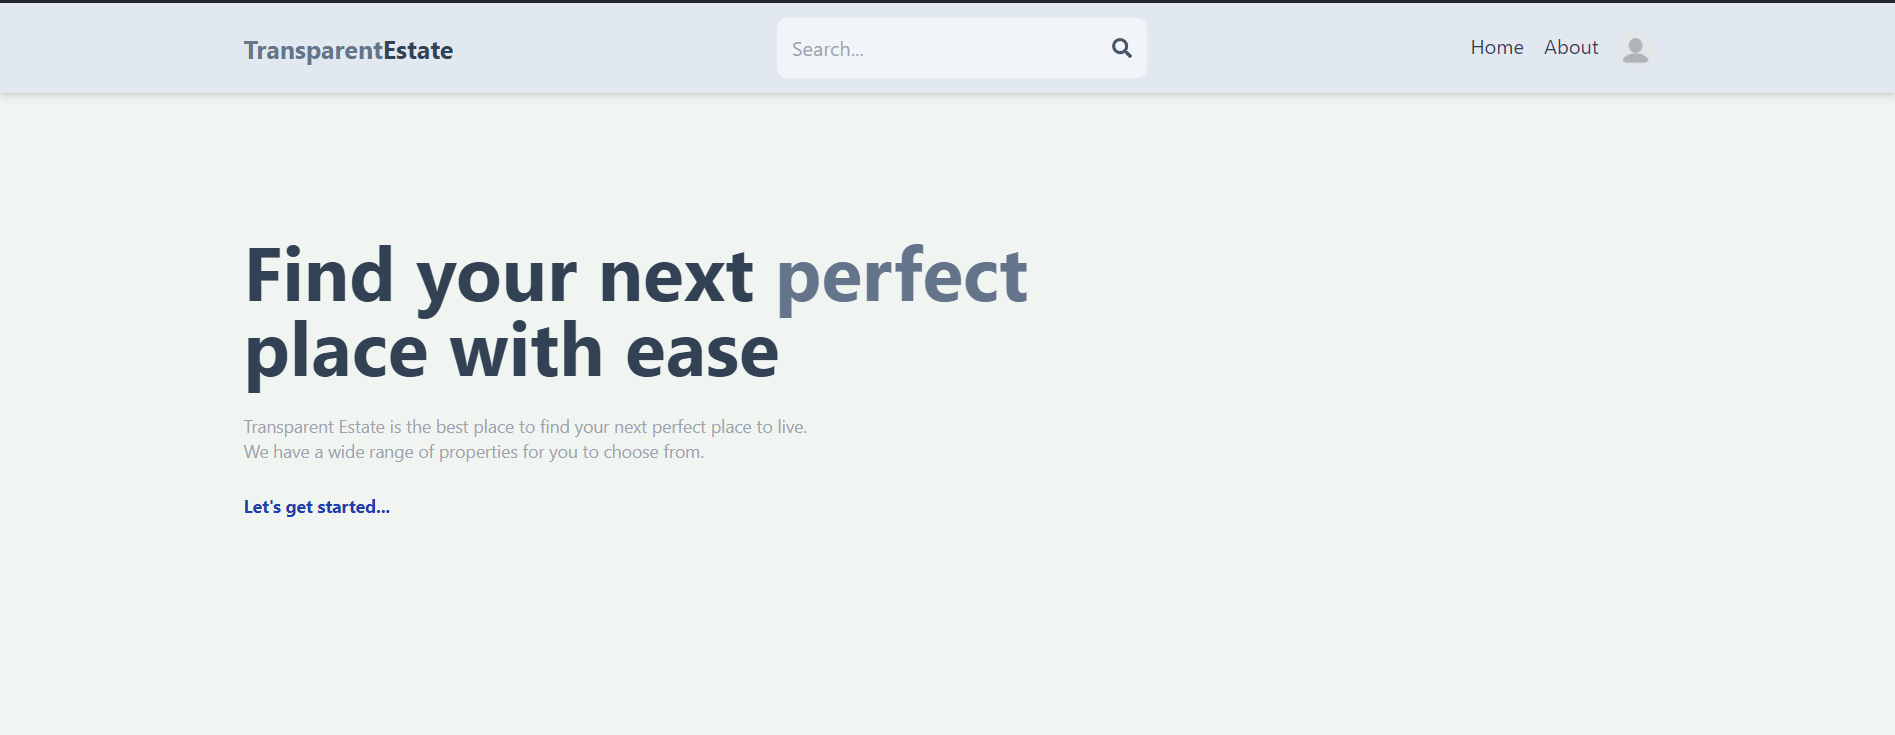 TransparentEstate
Search...
Home
About
Find your next perfect
place with ease
Transparent Estate is the best place to find your next perfect place to live.
We have a wide range of properties for you to choose from.
Let's get started...